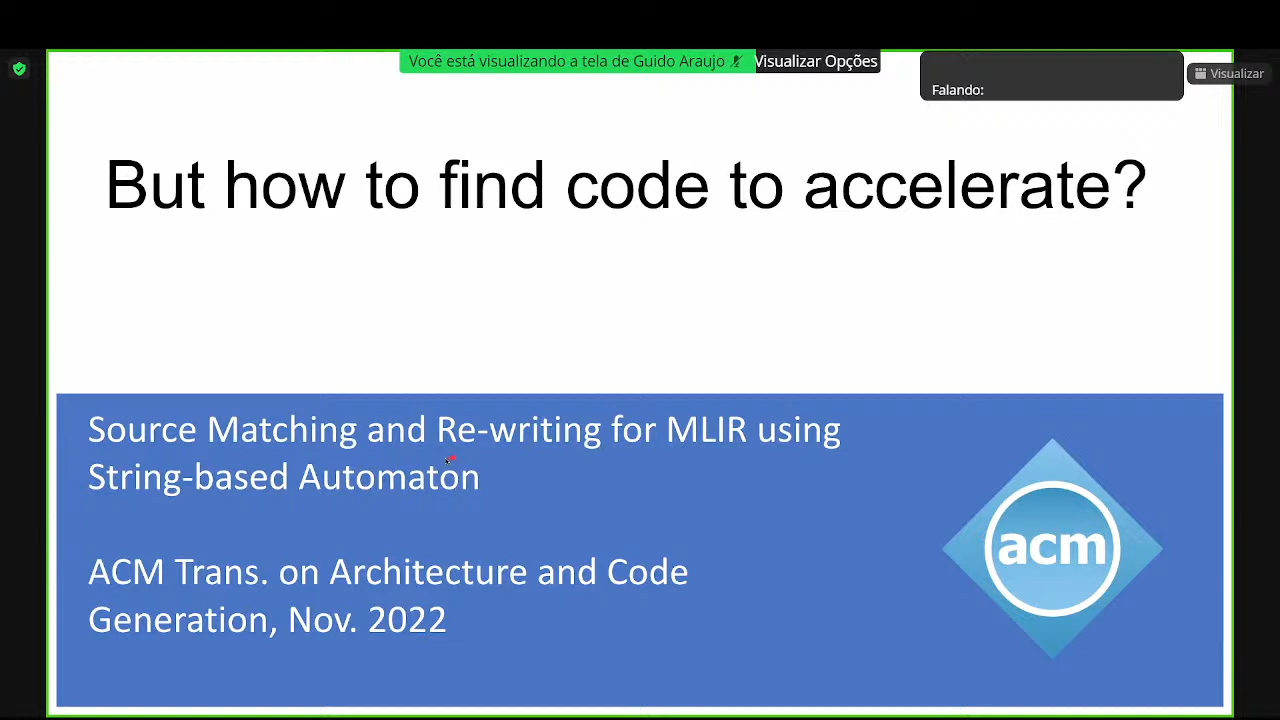 Você está visualizando a tela de Guido Araujo
Visualizar Opções
Falando:
Visualizar
But how to find code to accelerate?
Source Matching and Re-writing for MLIR using
String-based Automaton
ACM Trans. on Architecture and Code
Generation, Nov. 2022
acm